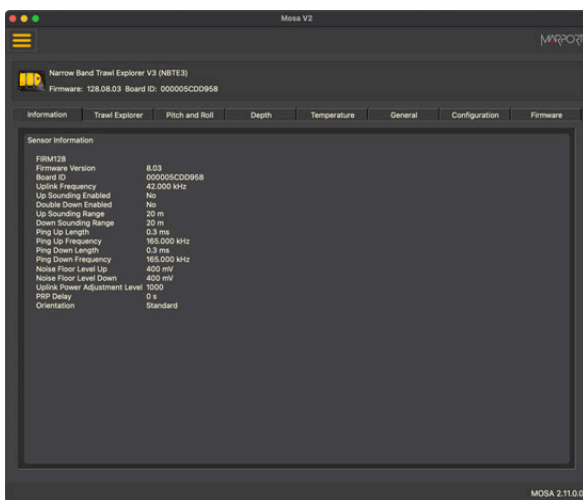 Mosa V2
MARPORT
Narrow Band Trawl Explorer V3 (NBTE3)
Firmware: 128.08.03 Board ID: 000005CDD958
Information Trawl Explorer Pitch and Roll Depth Temperature General Configuration Firmware
Sensor Information
FIRM128
Firmware Version 8.03
Board ID 000005CDD958
Uplink Frequency 42.000 kHz
Up Sounding Enabled No
Double Down Enabled No
Up Sounding Range 20 m
Down Sounding Range 20 m
Ping Up Length 0.3 ms
Ping Up Frequency 165.000 kHz
Ping Down Length 0.3 ms
Ping Down Frequency 165.000 kHz
Noise Floor Level Up 400 mV
Noise Floor Level Down 400 mV
Uplink Power Adjustment Level 1000
PRP Delay 0 s
Orientation Standard
MOSA 2.11.0.0